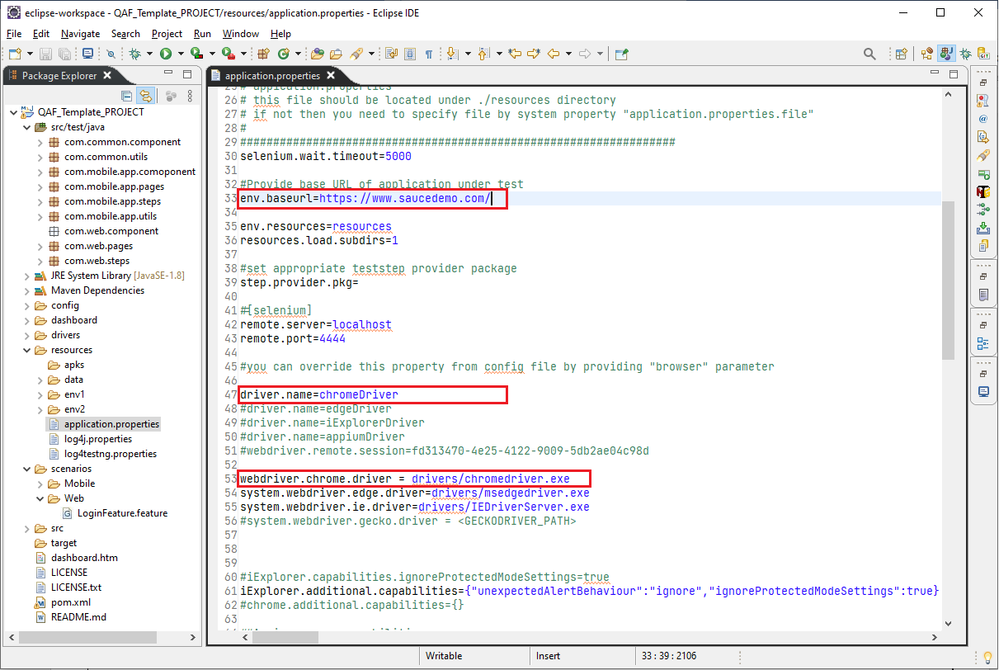 eclipse-workspace - QAF_Template_PROJECT/resources/application.properties - Eclipse IDE
File Edit Navigate Search Project Run Window Help
Package Explorer
QAF_Template_PROJECT
src/test/java
com.common.component
com.common.utils
com.mobile.app.comoponent
com.mobile.app.pages
com.mobile.app.steps
com.mobile.app.utils
com.web.component
com.web.pages
com.web.steps
JRE System Library [JavaSE-1.8]
Maven Dependencies
config
dashboard
drivers
resources
apks
data
env1
env2
application.properties
log4j.properties
log4testng.properties
scenarios
Mobile
Web
LoginFeature.feature
src
target
dashboard.htm
LICENSE
LICENSE.txt
pom.xml
README.md
application.properties
25 # application.properties
26 # this file should be located under ./resources directory
27 # if not then you need to specify file by system property "application.properties.file"
28 #
29 ##################################################################
30 selenium.wait.timeout=5000
31
32 #Provide base URL of application under test
33 env.baseurl=https://www.saucedemo.com/
34
35 env.resources=resources
36 resources.load.subdirs=1
37
38 #set appropriate teststep provider package
39 step.provider.pkg=
40
41 #[selenium]
42 remote.server=localhost
43 remote.port=4444
44
45 #you can override this property from config file by providing "browser" parameter
46
47 driver.name=chromeDriver
48 #driver.name=edgeDriver
49 #driver.name=iExplorerDriver
50 #driver.name=appiumDriver
51 #webdriver.remote.session=fd313470-4e25-4122-9009-5db2ae04c98d
52
53 webdriver.chrome.driver = drivers/chromedriver.exe
54 system.webdriver.edge.driver=drivers/msedgedriver.exe
55 system.webdriver.ie.driver=drivers/IEDriverServer.exe
56 #system.webdriver.gecko.driver = <GECKODRIVER_PATH>
57
58
59
60 #iExplorer.capabilities.ignoreProtectedModeSettings=true
61 iExplorer.additional.capabilities={"unexpectedAlertBehaviour":"ignore","ignoreProtectedModeSettings":true}
62 #chrome.additional.capabilities={}
63
Writable Insert 33 : 39 : 2106